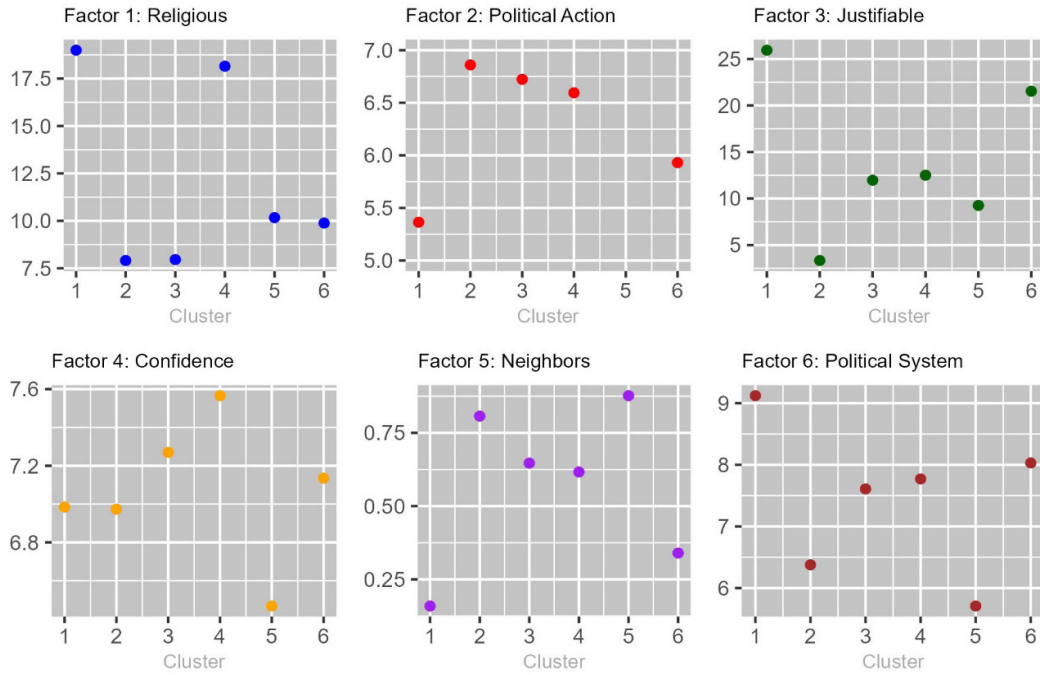 Factor 1: Religious
17.5
15.0
12.5
10.0
7.5
1 2 3 4 5 6
Cluster
Factor 2: Political Action
7.0
6.5
6.0
5.5
5.0
1 2 3 4 5 6
Cluster
Factor 3: Justifiable
25
20
15
10
5
1 2 3 4 5 6
Cluster
Factor 4: Confidence
7.6
7.2
6.8
1 2 3 4 5 6
Cluster
Factor 5: Neighbors
0.75
0.50
0.25
1 2 3 4 5 6
Cluster
Factor 6: Political System
9
8
7
6
1 2 3 4 5 6
Cluster